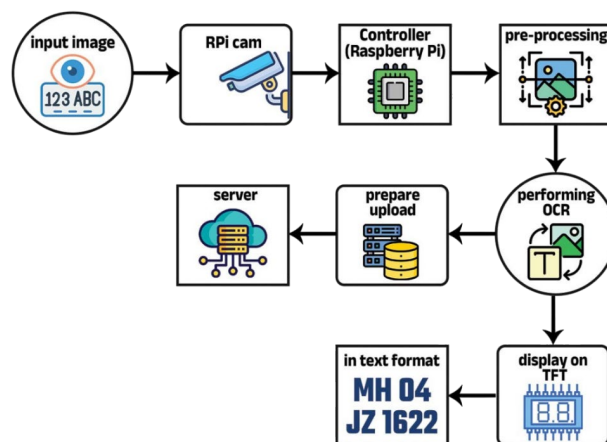 input image
123 ABC
RPi cam
Controller
(Raspberry Pi)
pre-processing
server
prepare
upload
performing
OCR
T
in text format
MH 04
JZ 1622
display on
TFT
8.8.